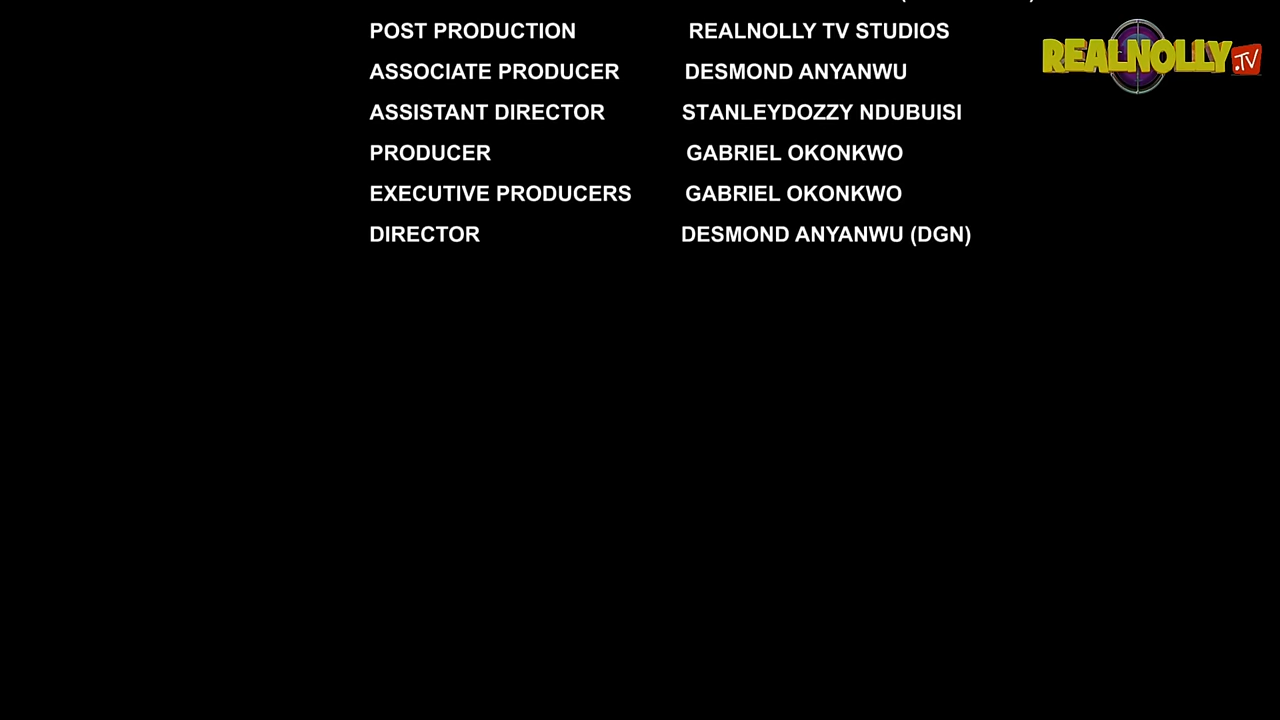 POST PRODUCTION REALNOLLY TV STUDIOS
REALNOLLY.TV
ASSOCIATE PRODUCER DESMOND ANYANWU
ASSISTANT DIRECTOR STANLEYDOZZY NDUBUISI
PRODUCER GABRIEL OKONKWO
EXECUTIVE PRODUCERS GABRIEL OKONKWO
DIRECTOR DESMOND ANYANWU (DGN)